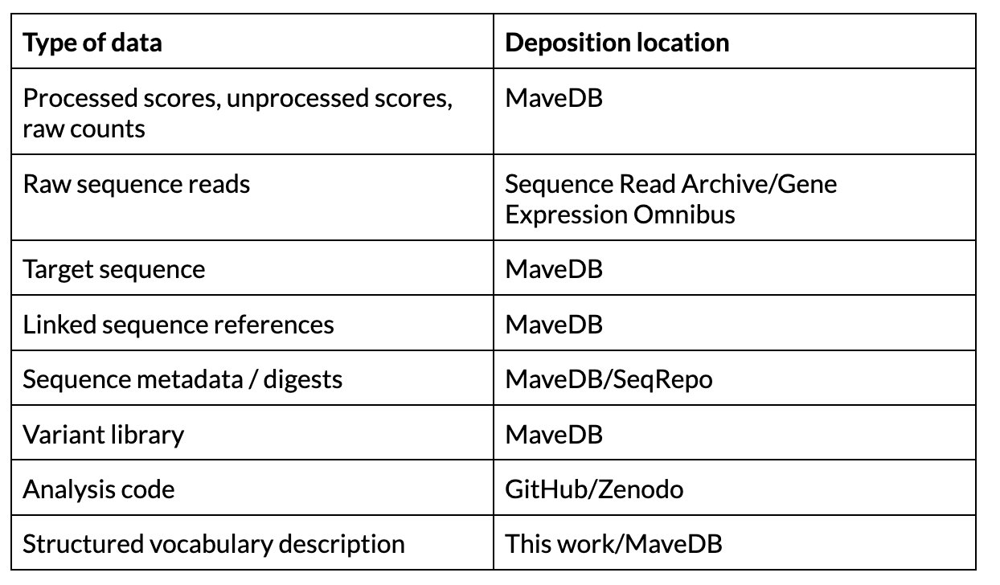 Type of data
Deposition location
Processed scores, unprocessed scores,
raw counts
MaveDB
Raw sequence reads
Sequence Read Archive/Gene
Expression Omnibus
Target sequence
MaveDB
Linked sequence references
MaveDB
Sequence metadata / digests
MaveDB/SeqRepo
Variant library
MaveDB
Analysis code
GitHub/Zenodo
Structured vocabulary description
This work/MaveDB